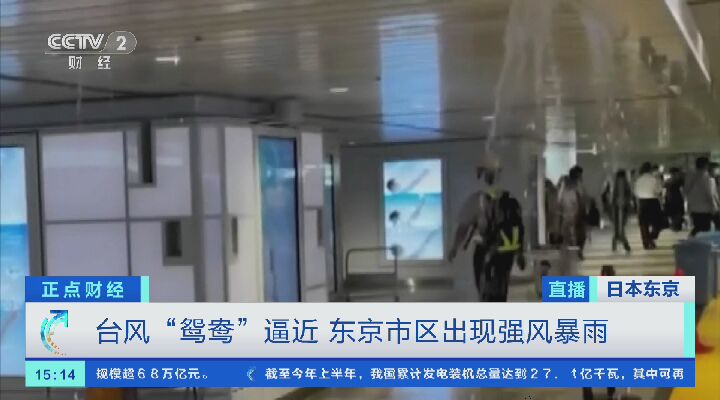 CCTV 2
财经
正点财经
直播 日本东京
台风“鸳鸯”逼近 东京市区出现强风暴雨
15:14 规模超68万亿元。 截至今年上半年，我国累计发电装机总量达到27. 亿千瓦，其中可再